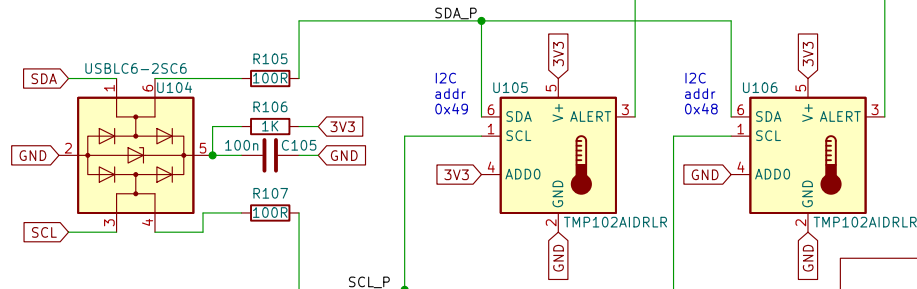 SDA_P
USBLC6-2SC6
U104
SDA
1
6
R105
100R
R106
1K
3V3
GND
2
5
100n
C105
GND
R107
100R
SCL
3
4
SCL_P
3V3
5
I2C
addr
0x49
U105
V+
6
SDA
ALERT
3
1
SCL
3V3
4
ADD0
GND
2
TMP102AIDRLR
GND
3V3
5
I2C
addr
0x48
U106
V+
6
SDA
ALERT
3
1
SCL
GND
4
ADD0
GND
2
TMP102AIDRLR
GND